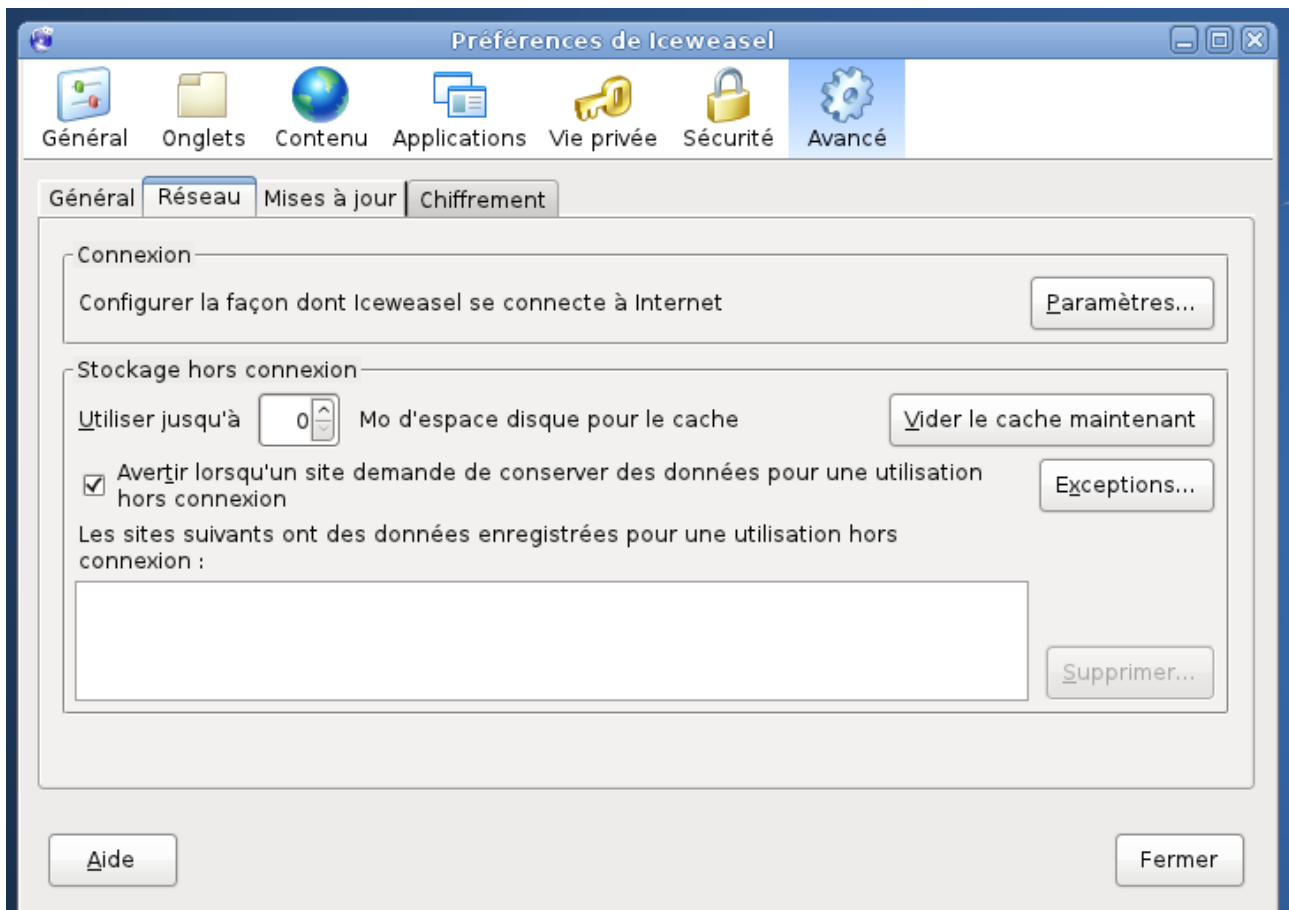 Préférences de Iceweasel
Général Onglets Contenu Applications Vie privée Sécurité Avancé
Général Réseau Mises à jour Chiffrement
Connexion
Configurer la façon dont Iceweasel se connecte à Internet Paramètres...
Stockage hors connexion
Utiliser jusqu'à 0 Mo d'espace disque pour le cache Vider le cache maintenant
Avertir lorsqu'un site demande de conserver des données pour une utilisation
hors connexion
Exceptions...
Les sites suivants ont des données enregistrées pour une utilisation hors
connexion :
Supprimer...
Aide Fermer